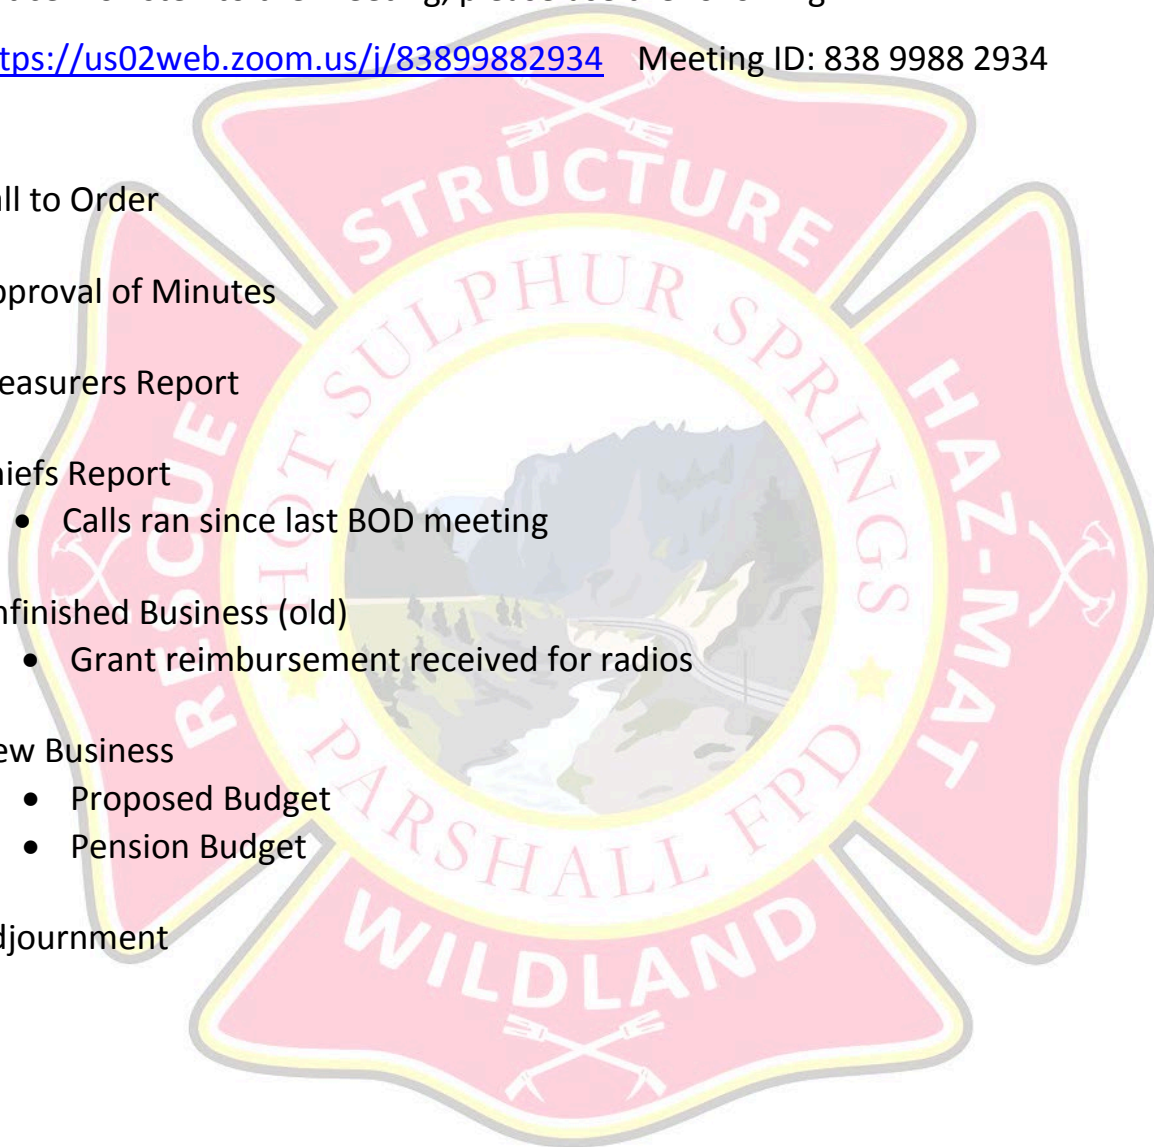 tps://us02web.zoom.us/j/83899882934 Meeting ID: 838 9988 2934
ll to Order
pproval of Minutes
easurers Report
hiefs Report
• Calls ran since last BOD meeting
nfinished Business (old)
• Grant reimbursement received for radios
ew Business
• Proposed Budget
• Pension Budget
djournment
STRUCTURE
HOT SULPHUR SPRINGS
RESCUE
HAZ-MAT
PARSHALL FPD
WILDLAND